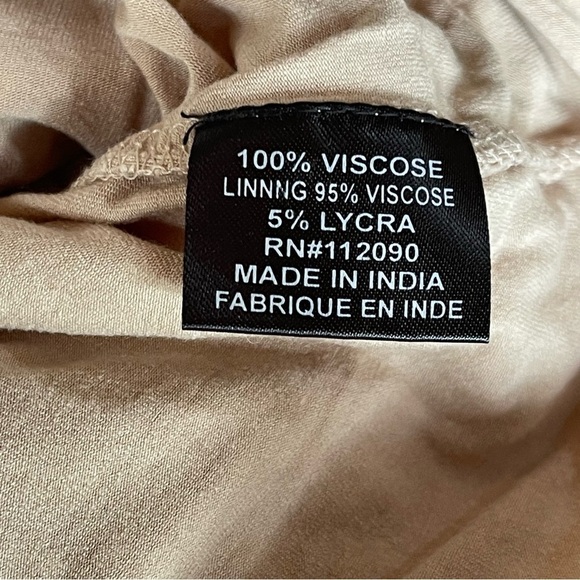 100% VISCOSE
LINNNG 95% VISCOSE
5% LYCRA
RN#112090
MADE IN INDIA
FABRIQUE EN INDE